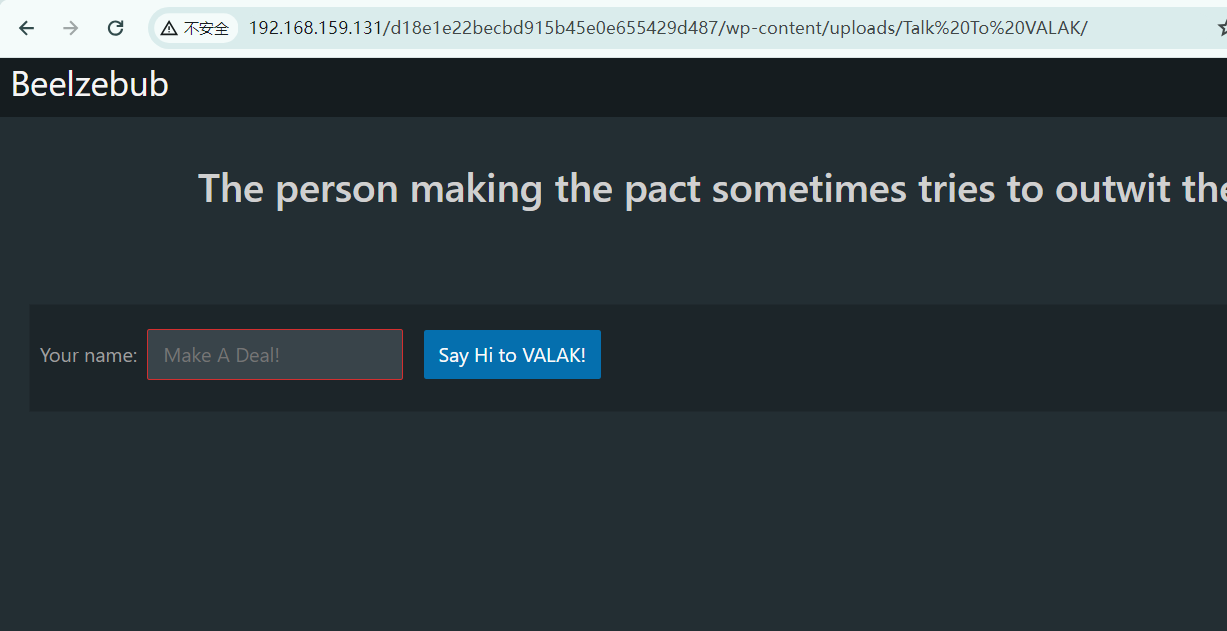 不安全 192.168.159.131/d18e1e22becbd915b45e0e655429d487/wp-content/uploads/Talk%20To%20VALAK/
Beelzebub
The person making the pact sometimes tries to outwit the
Your name: Make A Deal! Say Hi to VALAK!